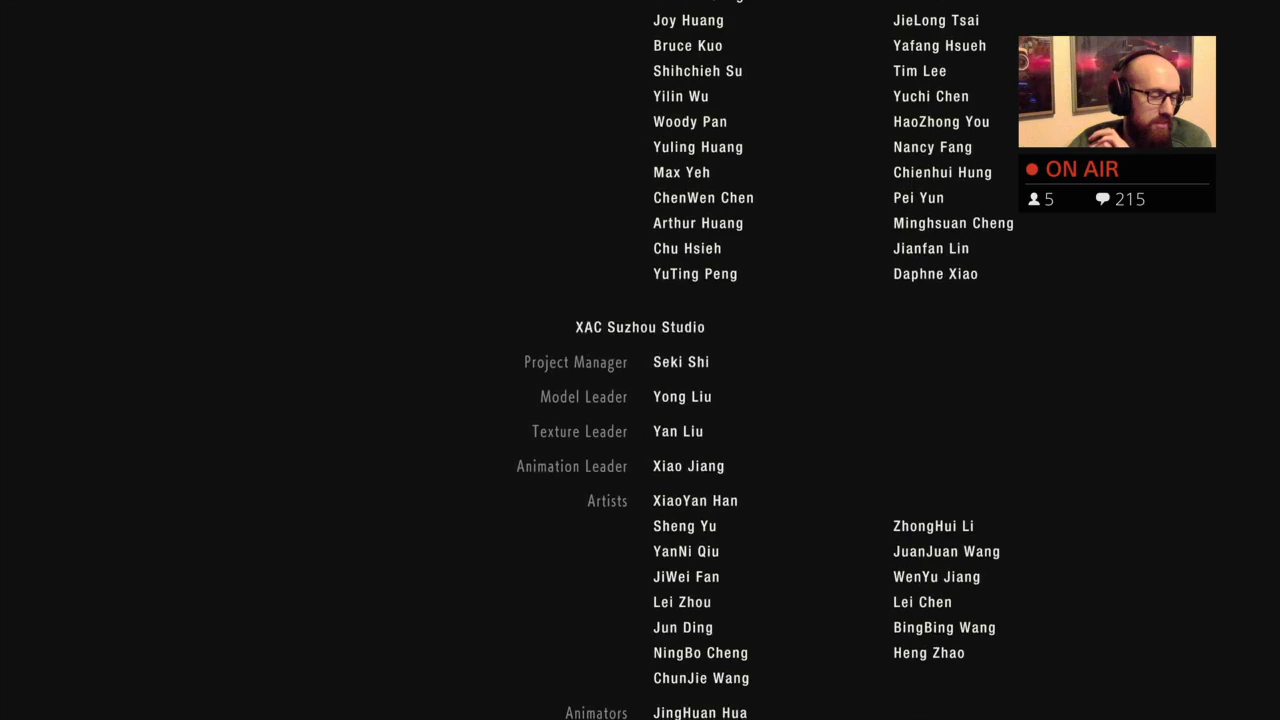 Joy Huang JieLong Tsai
Bruce Kuo Yafang Hsueh
Shihchieh Su Tim Lee
Yilin Wu Yuchi Chen
Woody Pan HaoZhong You
Yuling Huang Nancy Fang
Max Yeh Chienhui Hung
ON AIR
ChenWen Chen Pei Yun
5 215
Arthur Huang Minghsuan Cheng
Chu Hsieh Jianfan Lin
YuTing Peng Daphne Xiao
XAC Suzhou Studio
Project Manager Seki Shi
Model Leader Yong Liu
Texture Leader Yan Liu
Animation Leader Xiao Jiang
Artists XiaoYan Han
Sheng Yu ZhongHui Li
YanNi Qiu JuanJuan Wang
JiWei Fan WenYu Jiang
Lei Zhou Lei Chen
Jun Ding BingBing Wang
NingBo Cheng Heng Zhao
ChunJie Wang
Animators JingHuan Hua